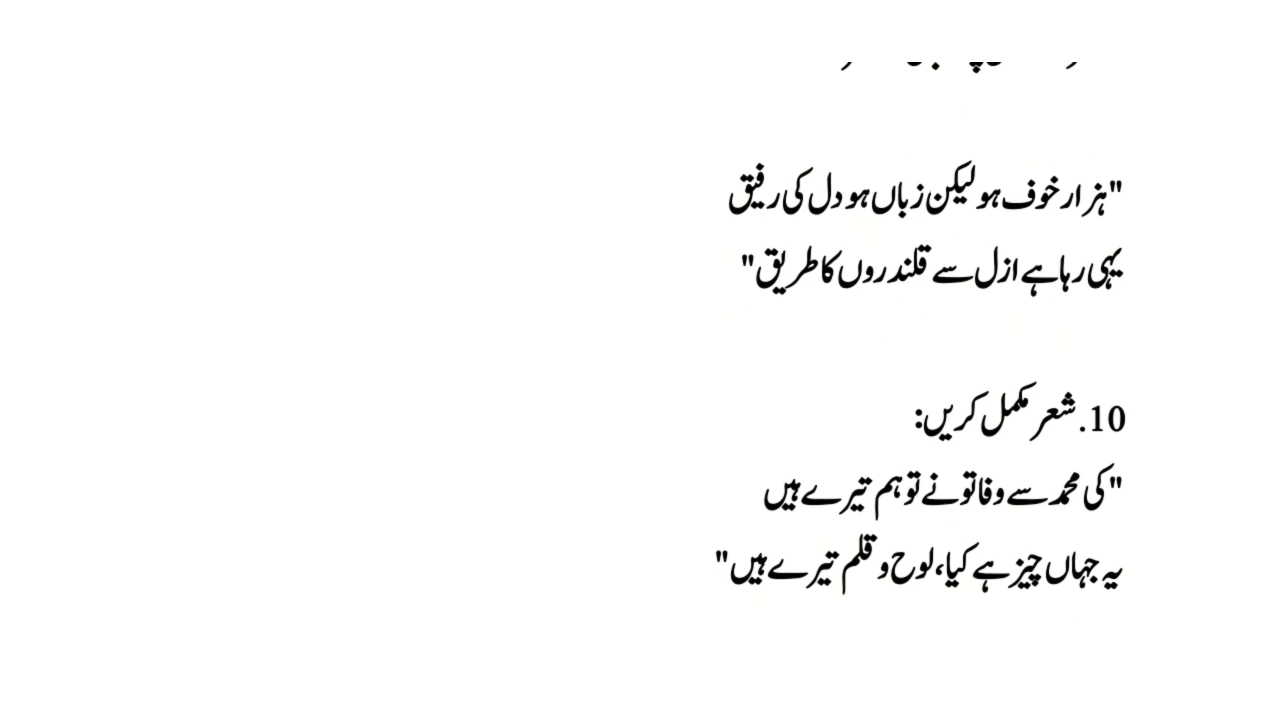 "ہزار خوف ہو لیکن زباں ہو دل کی رفیق
یہی رہا ہے ازل سے قلندروں کا طریق"
10. شعر مکمل کریں:
"کی محمد سے وفا تو نے تو ہم تیرے ہیں
یہ جہاں چیز ہے کیا، لوح و قلم تیرے ہیں"